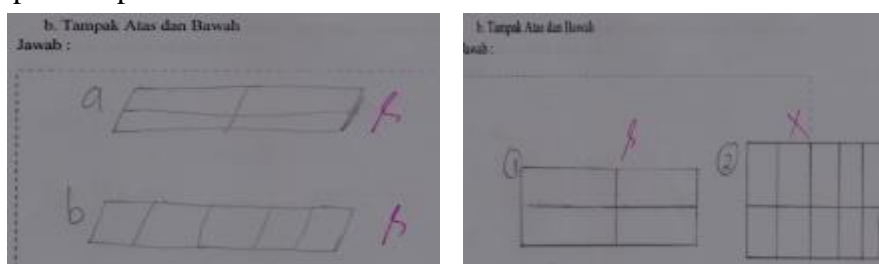 b. Tampak Atas dan Bawah
Jawab :
a
b
b. Tampak Atas dan Bawah
Jawab :
1
2